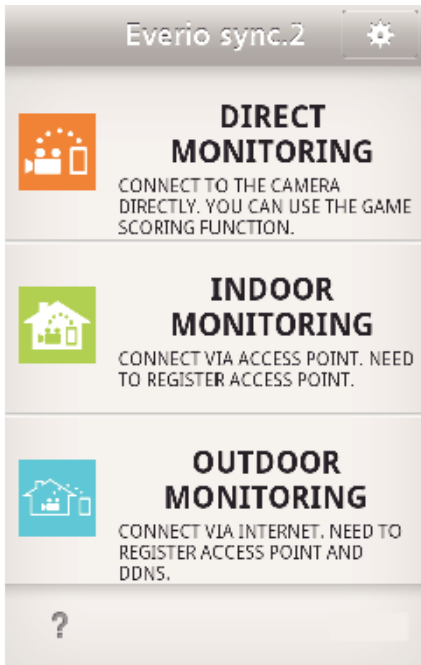 Everio sync.2
DIRECT
MONITORING
CONNECT TO THE CAMERA
DIRECTLY. YOU CAN USE THE GAME
SCORING FUNCTION.
INDOOR
MONITORING
CONNECT VIA ACCESS POINT. NEED
TO REGISTER ACCESS POINT.
OUTDOOR
MONITORING
CONNECT VIA INTERNET. NEED TO
REGISTER ACCESS POINT AND
DDNS.
?